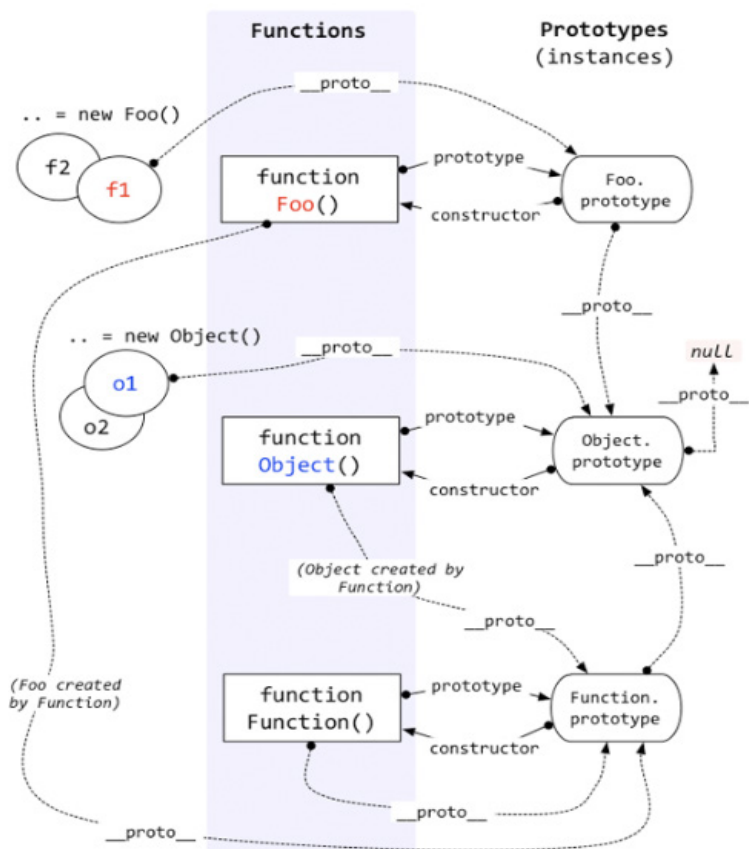 Functions
Prototypes
(instances)
__proto__
.. = new Foo()
f2
f1
function
Foo()
prototype
constructor
Foo.
prototype
__proto__
.. = new Object()
__proto__
null
__proto__
o1
o2
function
Object()
prototype
constructor
Object.
prototype
(Object created by
Function)
__proto__
__proto__
(Foo created
by Function)
function
Function()
prototype
constructor
Function.
prototype
__proto__
__proto__